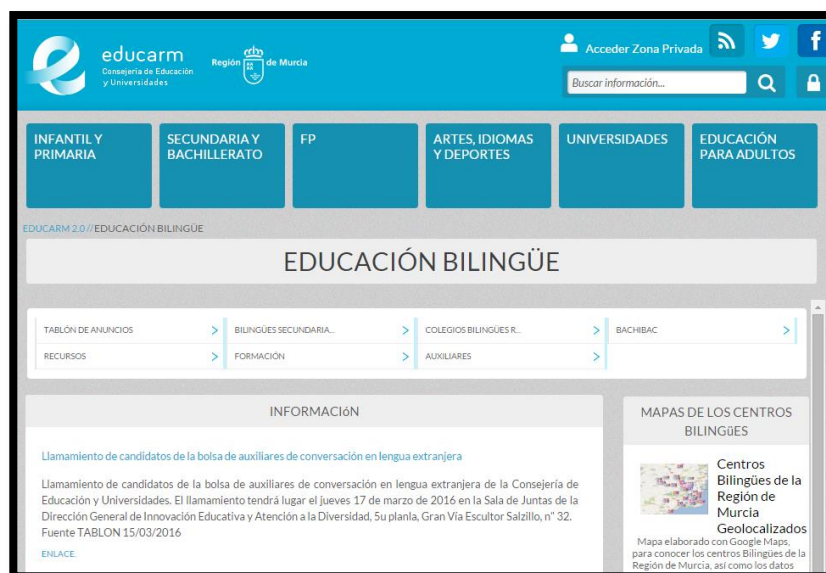 educarm
Consejería de Educación
y Universidades
Región de Murcia
Acceder Zona Privada
Buscar información...
INFANTIL Y
PRIMARIA
SECUNDARIA Y
BACHILLERATO
FP
ARTES, IDIOMAS
Y DEPORTES
UNIVERSIDADES
EDUCACIÓN
PARA ADULTOS
EDUCARM 2.0 // EDUCACIÓN BILINGÜE
EDUCACIÓN BILINGÜE
TABLÓN DE ANUNCIOS
BILINGÜES SECUNDARIA...
COLEGIOS BILINGÜES R...
BACHIBAC
RECURSOS
FORMACIÓN
AUXILIARES
INFORMACIóN
Llamamiento de candidatos de la bolsa de auxiliares de conversación en lengua extranjera
Llamamiento de candidatos de la bolsa de auxiliares de conversación en lengua extranjera de la Consejería de
Educación y Universidades. El llamamiento tendrá lugar el jueves 17 de marzo de 2016 en la Sala de Juntas de la
Dirección General de Innovación Educativa y Atención a la Diversidad, 5u planla, Gran Vía Escultor Salzillo, n" 32.
Fuente TABLON 15/03/2016
ENLACE.
MAPAS DE LOS CENTROS
BILINGüES
Centros
Bilingües de la
Región de
Murcia
Geolocalizados
Mapa elaborado con Google Maps,
para conocer los centros Bilingües de la
Región de Murcia, así como los datos